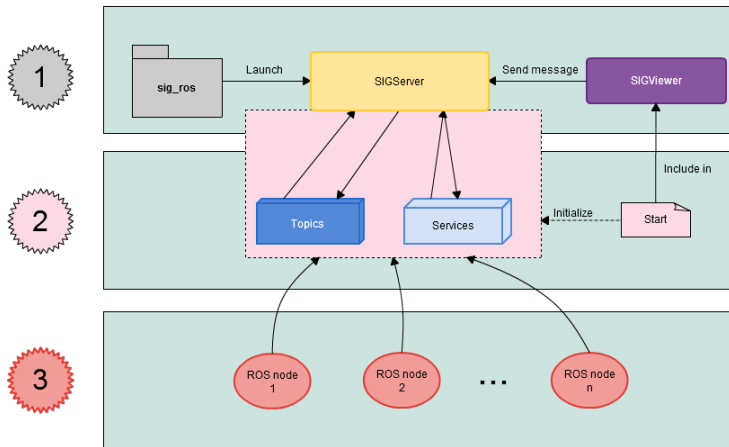 1
sig_ros
Launch
SIGServer
Send message
SIGViewer
Include in
2
Topics
Services
Initialize
Start
3
ROS node
1
ROS node
2
...
ROS node
n